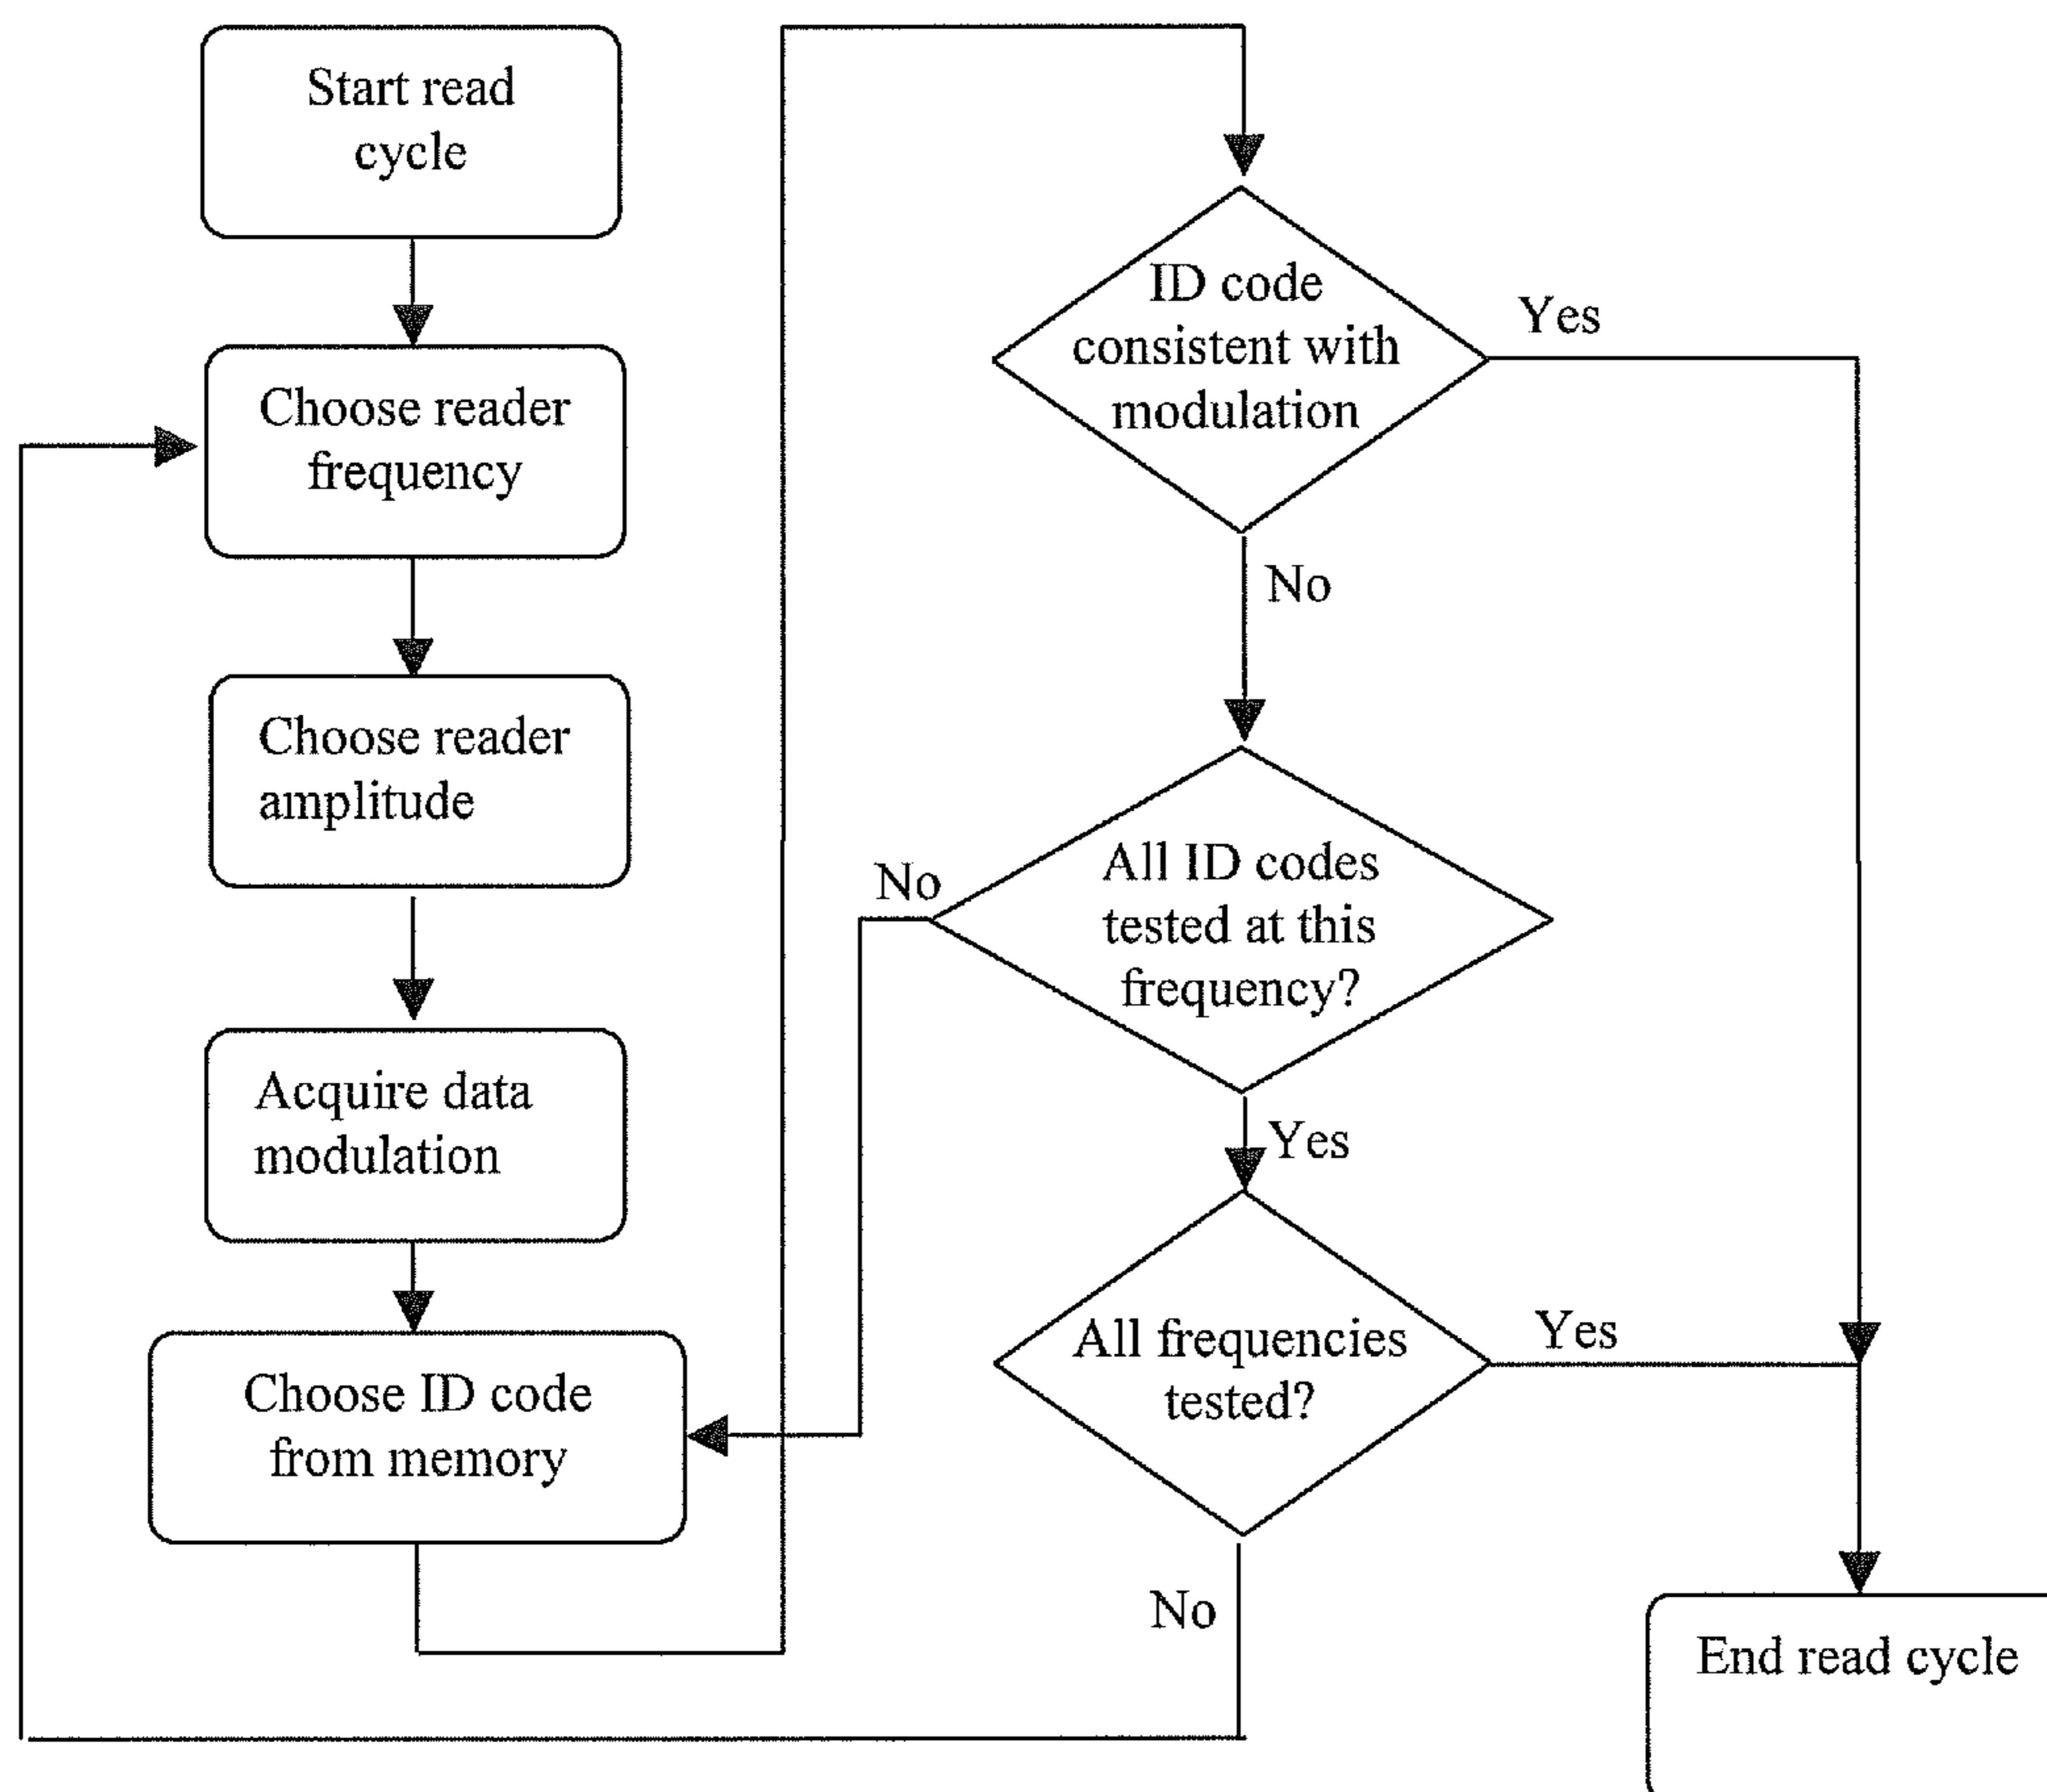 Start read
cycle
Choose reader
frequency
Choose reader
amplitude
Acquire data
modulation
Choose ID code
from memory
ID code
consistent with
modulation
Yes
No
All ID codes
tested at this
frequency?
No
Yes
All frequencies
tested?
Yes
No
End read cycle